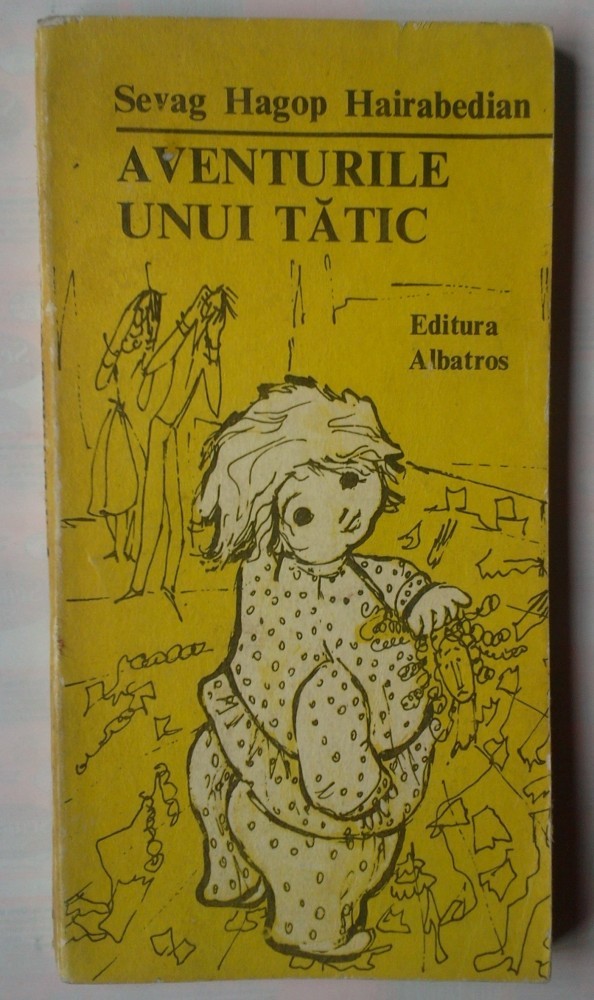 Sevag Hagop Hairabedian
AVENTURILE
UNUI TĂTIC
Editura
Albatros